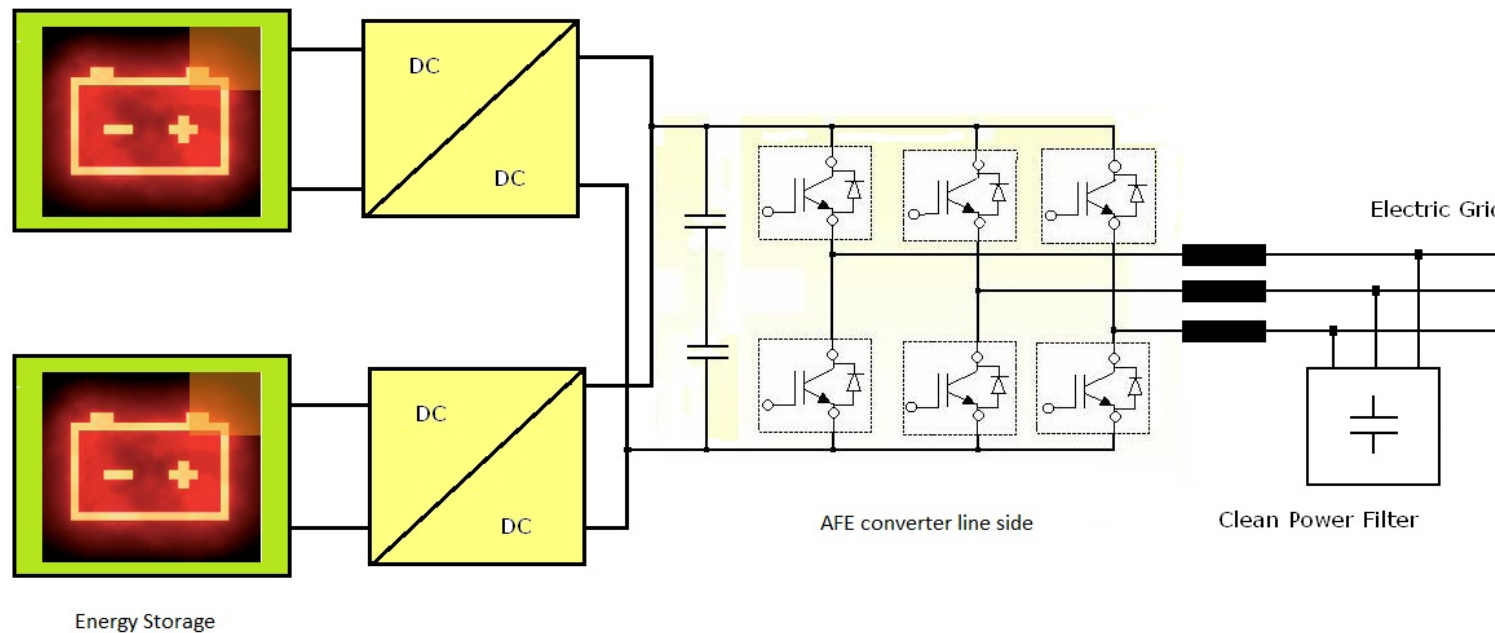 DC
DC
Electric Gri
DC
DC
AFE converter line side
Clean Power Filter
Energy Storage